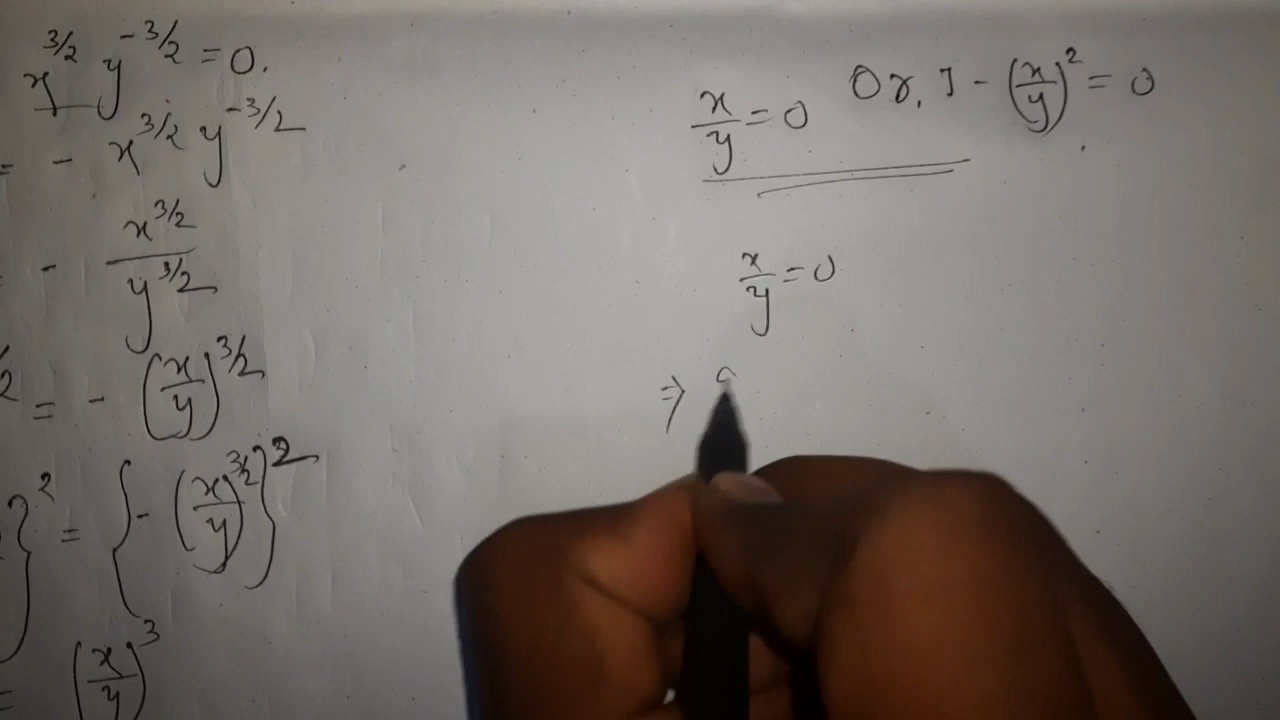 x^{3/2} y^{-3/2} = 0.
= - x^{3/2} y^{-3/2}
- x^{3/2} / y^{3/2}
= - (x/y)^{3/2}
}^2 = {- (x/y)^{3/2}}^2
= (x/y)^3
x/y = 0 Or, 1 - (x/y)^2 = 0
x/y = 0
⇒